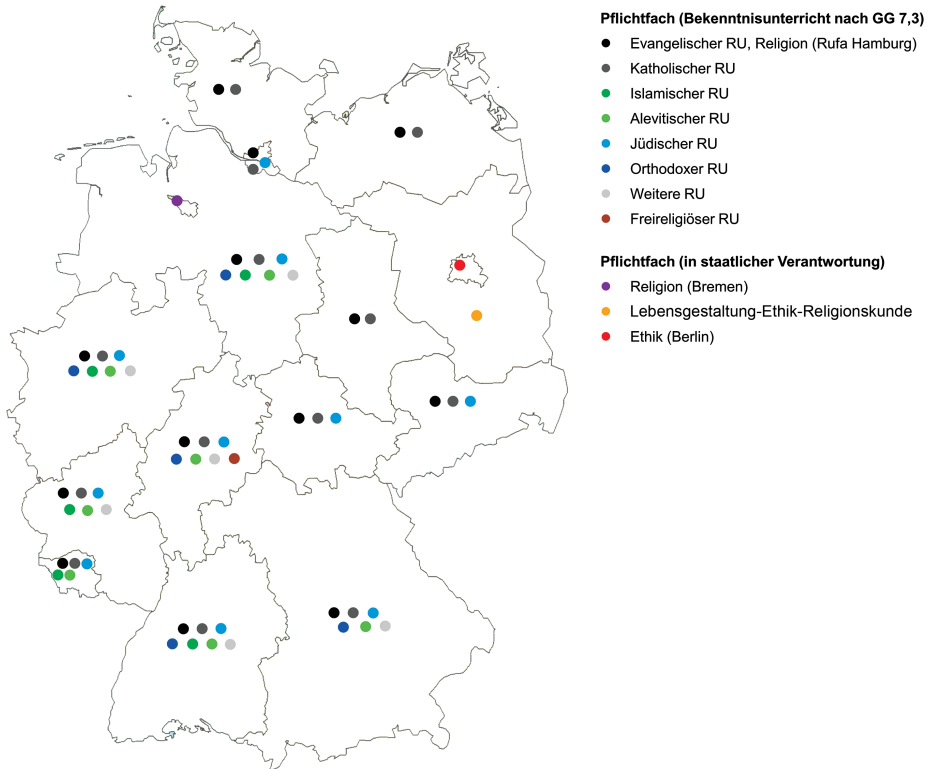 Pflichtfach (Bekenntnisunterricht nach GG 7,3)
Evangelischer RU, Religion (Rufa Hamburg)
Katholischer RU
Islamischer RU
Alevitischer RU
Jüdischer RU
Orthodoxer RU
Weitere RU
Freireligiöser RU
Pflichtfach (in staatlicher Verantwortung)
Religion (Bremen)
Lebensgestaltung-Ethik-Religionskunde
Ethik (Berlin)